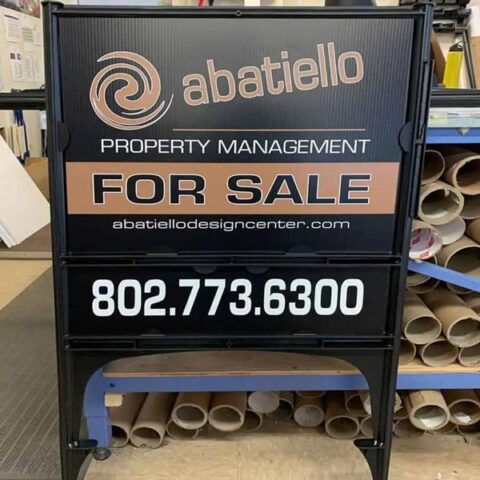 abatiello
PROPERTY MANAGEMENT
FOR SALE
abatiellodesigncenter.com
802.773.6300